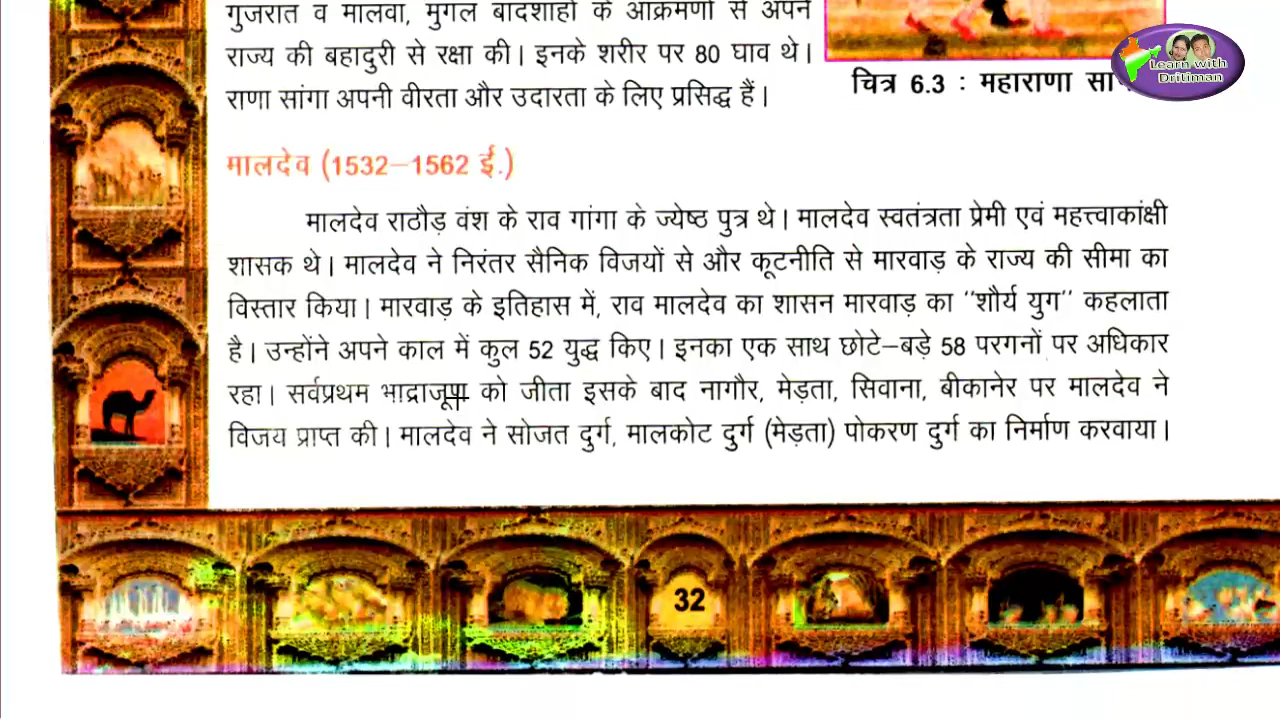 गुजरात व मालवा, मुगल बादशाहों के आक्रमणों से अपने
राज्य की बहादुरी से रक्षा की। इनके शरीर पर 80 घाव थे।
राणा सांगा अपनी वीरता और उदारता के लिए प्रसिद्ध हैं।
चित्र 6.3 : महाराणा
Learn with
Dritiman
मालदेव (1532–1562 ई.)
मालदेव राठौड़ वंश के राव गांगा के ज्येष्ठ पुत्र थे। मालदेव स्वतंत्रता प्रेमी एवं महत्त्वाकांक्षी
शासक थे। मालदेव ने निरंतर सैनिक विजयों से और कूटनीति से मारवाड़ के राज्य की सीमा का
विस्तार किया। मारवाड़ के इतिहास में, राव मालदेव का शासन मारवाड़ का "शौर्य युग" कहलाता
है। उन्होंने अपने काल में कुल 52 युद्ध किए। इनका एक साथ छोटे–बड़े 58 परगनों पर अधिकार
रहा। सर्वप्रथम भाद्राजूण को जीता इसके बाद नागौर, मेड़ता, सिवाना, बीकानेर पर मालदेव ने
विजय प्राप्त की। मालदेव ने सोजत दुर्ग, मालकोट दुर्ग (मेड़ता) पोकरण दुर्ग का निर्माण करवाया।
32